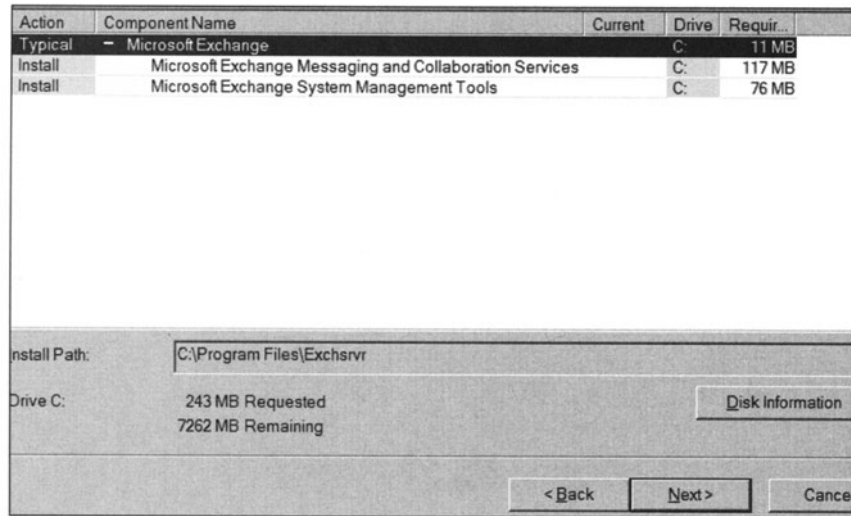 Action Component Name Current Drive Requir...
Typical − Microsoft Exchange C: 11 MB
Install Microsoft Exchange Messaging and Collaboration Services C: 117 MB
Install Microsoft Exchange System Management Tools C: 76 MB
nstall Path: C:\Program Files\Exchsrvr
Drive C: 243 MB Requested Disk Information
7262 MB Remaining
< Back Next > Cance